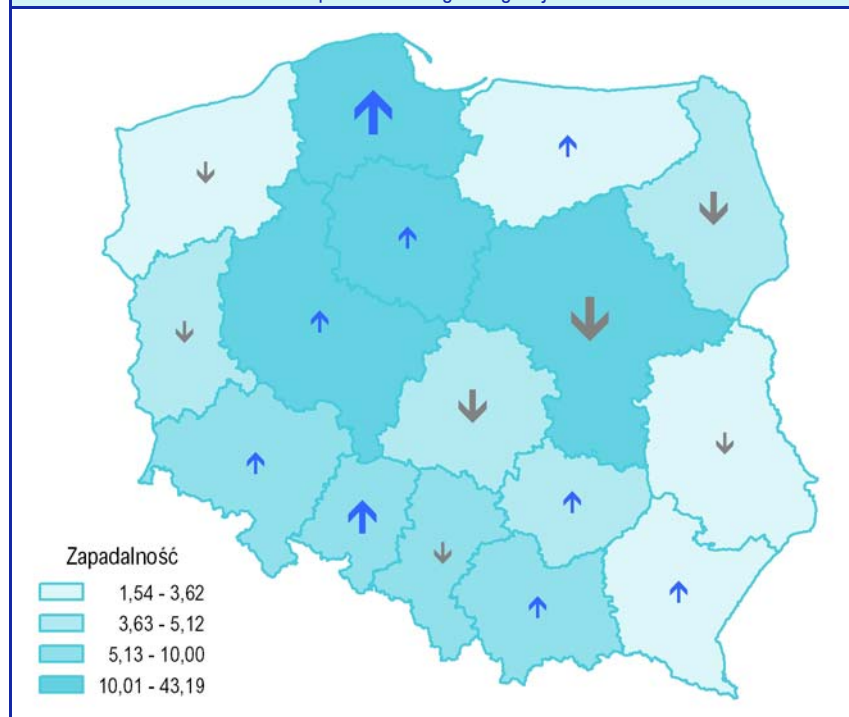 Zapadalność
1,54 - 3,62
3,63 - 5,12
5,13 - 10,00
10,01 - 43,19